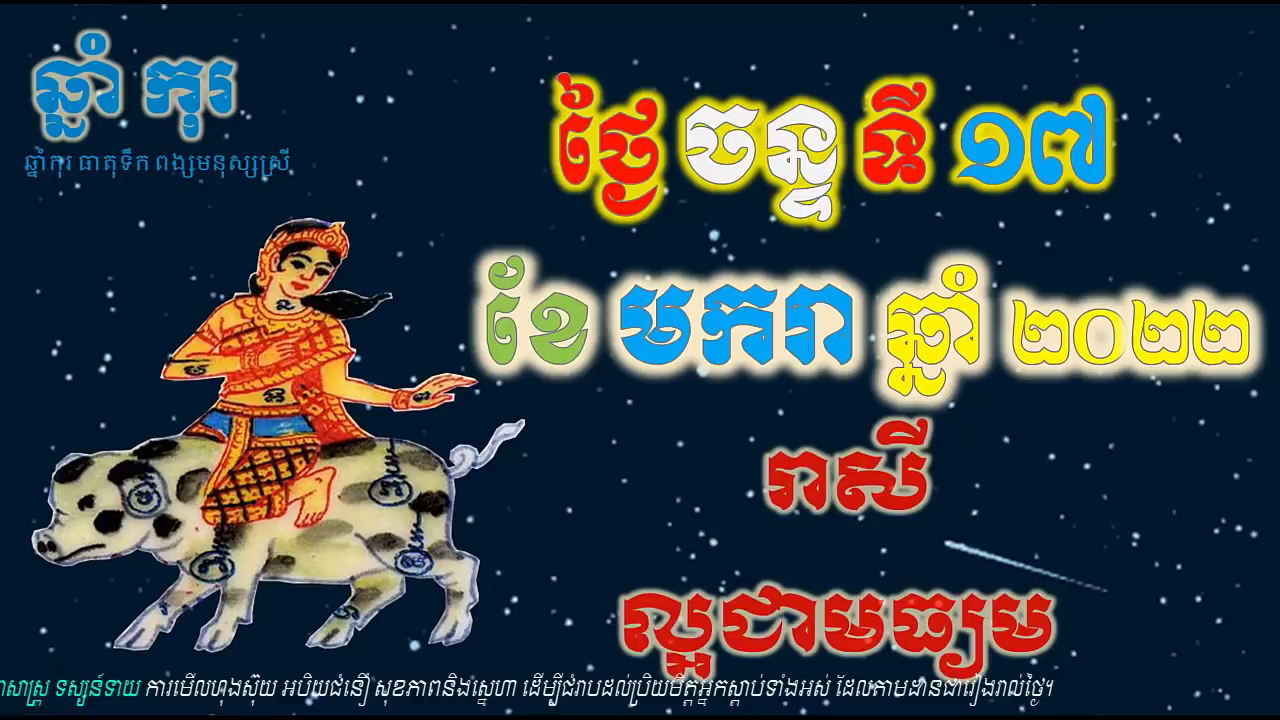 ឆ្នាំ កុរ
ឆ្នាំកុរ ធាតុទឹក ពង្សមនុស្សស្រី
ថ្ងៃ ចន្ទ ទី ១៧
ខែ មករា ឆ្នាំ ២០២២
រាសី
ល្អជាមធ្យម
ទស្សន៍ទាយ ការមើលហុងស៊ុយ អបិយជំនឿ សុខភាពនិងស្នេហា ដើម្បីជំរាបដល់ប្រិយមិត្តអ្នកស្តាប់ទាំងអស់ ដែលតាមដានជារៀងរាល់ថ្ងៃ។